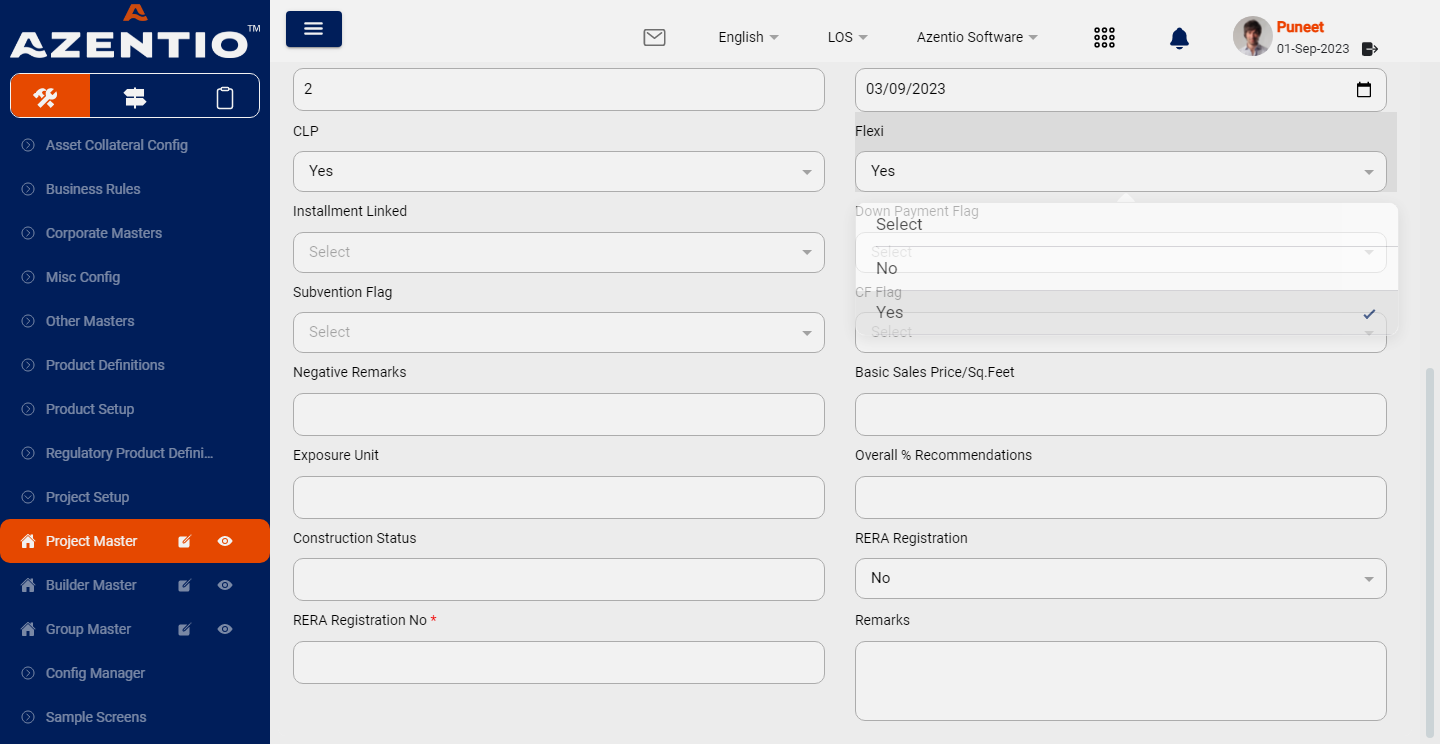 AZENTIO™
English
LOS
Azentio Software
Puneet
01-Sep-2023
Asset Collateral Config
Business Rules
Corporate Masters
Misc Config
Other Masters
Product Definitions
Product Setup
Regulatory Product Defini...
Project Setup
Project Master
Builder Master
Group Master
Config Manager
Sample Screens
2
03/09/2023
CLP
Flexi
Yes
Yes
Installment Linked
Down Payment Flag
Select
Select
Select
No
Subvention Flag
CF Flag
Yes
Select
Select
Negative Remarks
Basic Sales Price/Sq.Feet
Exposure Unit
Overall % Recommendations
Construction Status
RERA Registration
No
RERA Registration No *
Remarks